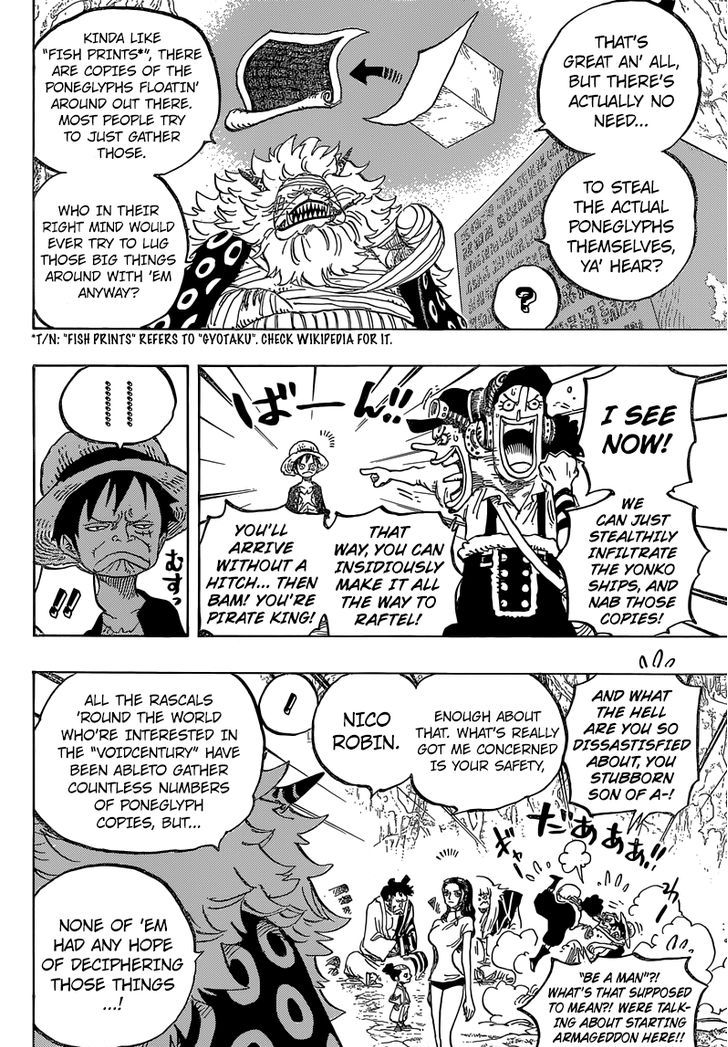 THAT'S
GREAT AN' ALL,
BUT THERE'S
ACTUALLY NO
NEED...
TO STEAL
THE ACTUAL
PONEGLYPHS
THEMSELVES,
YA' HEAR?
?
KINDA LIKE
"FISH PRINTS*", THERE
ARE COPIES OF THE
PONEGLYPHS FLOATIN'
AROUND OUT THERE.
MOST PEOPLE TRY
TO JUST GATHER
THOSE.
WHO IN THEIR
RIGHT MIND WOULD
EVER TRY TO LUG
THOSE BIG THINGS
AROUND WITH 'EM
ANYWAY?
*T/N: "FISH PRINTS" REFERS TO "GYOTAKU". CHECK WIKIPEDIA FOR IT.
I SEE
NOW!
WE
CAN JUST
STEALTHILY
INFILTRATE
THE YONKO
SHIPS, AND
NAB THOSE
COPIES!
ばーん!!
THAT
WAY, YOU CAN
INSIDIOUSLY
MAKE IT ALL
THE WAY TO
RAFTEL!
YOU'LL
ARRIVE
WITHOUT A
HITCH... THEN
BAM! YOU'RE
PIRATE KING!
むすっ
!!
AND WHAT
THE HELL
ARE YOU SO
DISSASTISFIED
ABOUT, YOU
STUBBORN
SON OF A-!
だぁぁぁ!!
ギャー
"BE A MAN"?!
WHAT'S THAT SUPPOSED
TO MEAN?! WERE TALK-
ING ABOUT STARTING
ARMAGEDDON HERE!!
ENOUGH ABOUT
THAT. WHAT'S REALLY
GOT ME CONCERNED
IS YOUR SAFETY,
NICO
ROBIN.
!
ALL THE RASCALS
'ROUND THE WORLD
WHO'RE INTERESTED IN
THE "VOIDCENTURY" HAVE
BEEN ABLETO GATHER
COUNTLESS NUMBERS
OF PONEGLYPH
COPIES, BUT...
NONE OF 'EM
HAD ANY HOPE
OF DECIPHERING
THOSE THINGS
...!